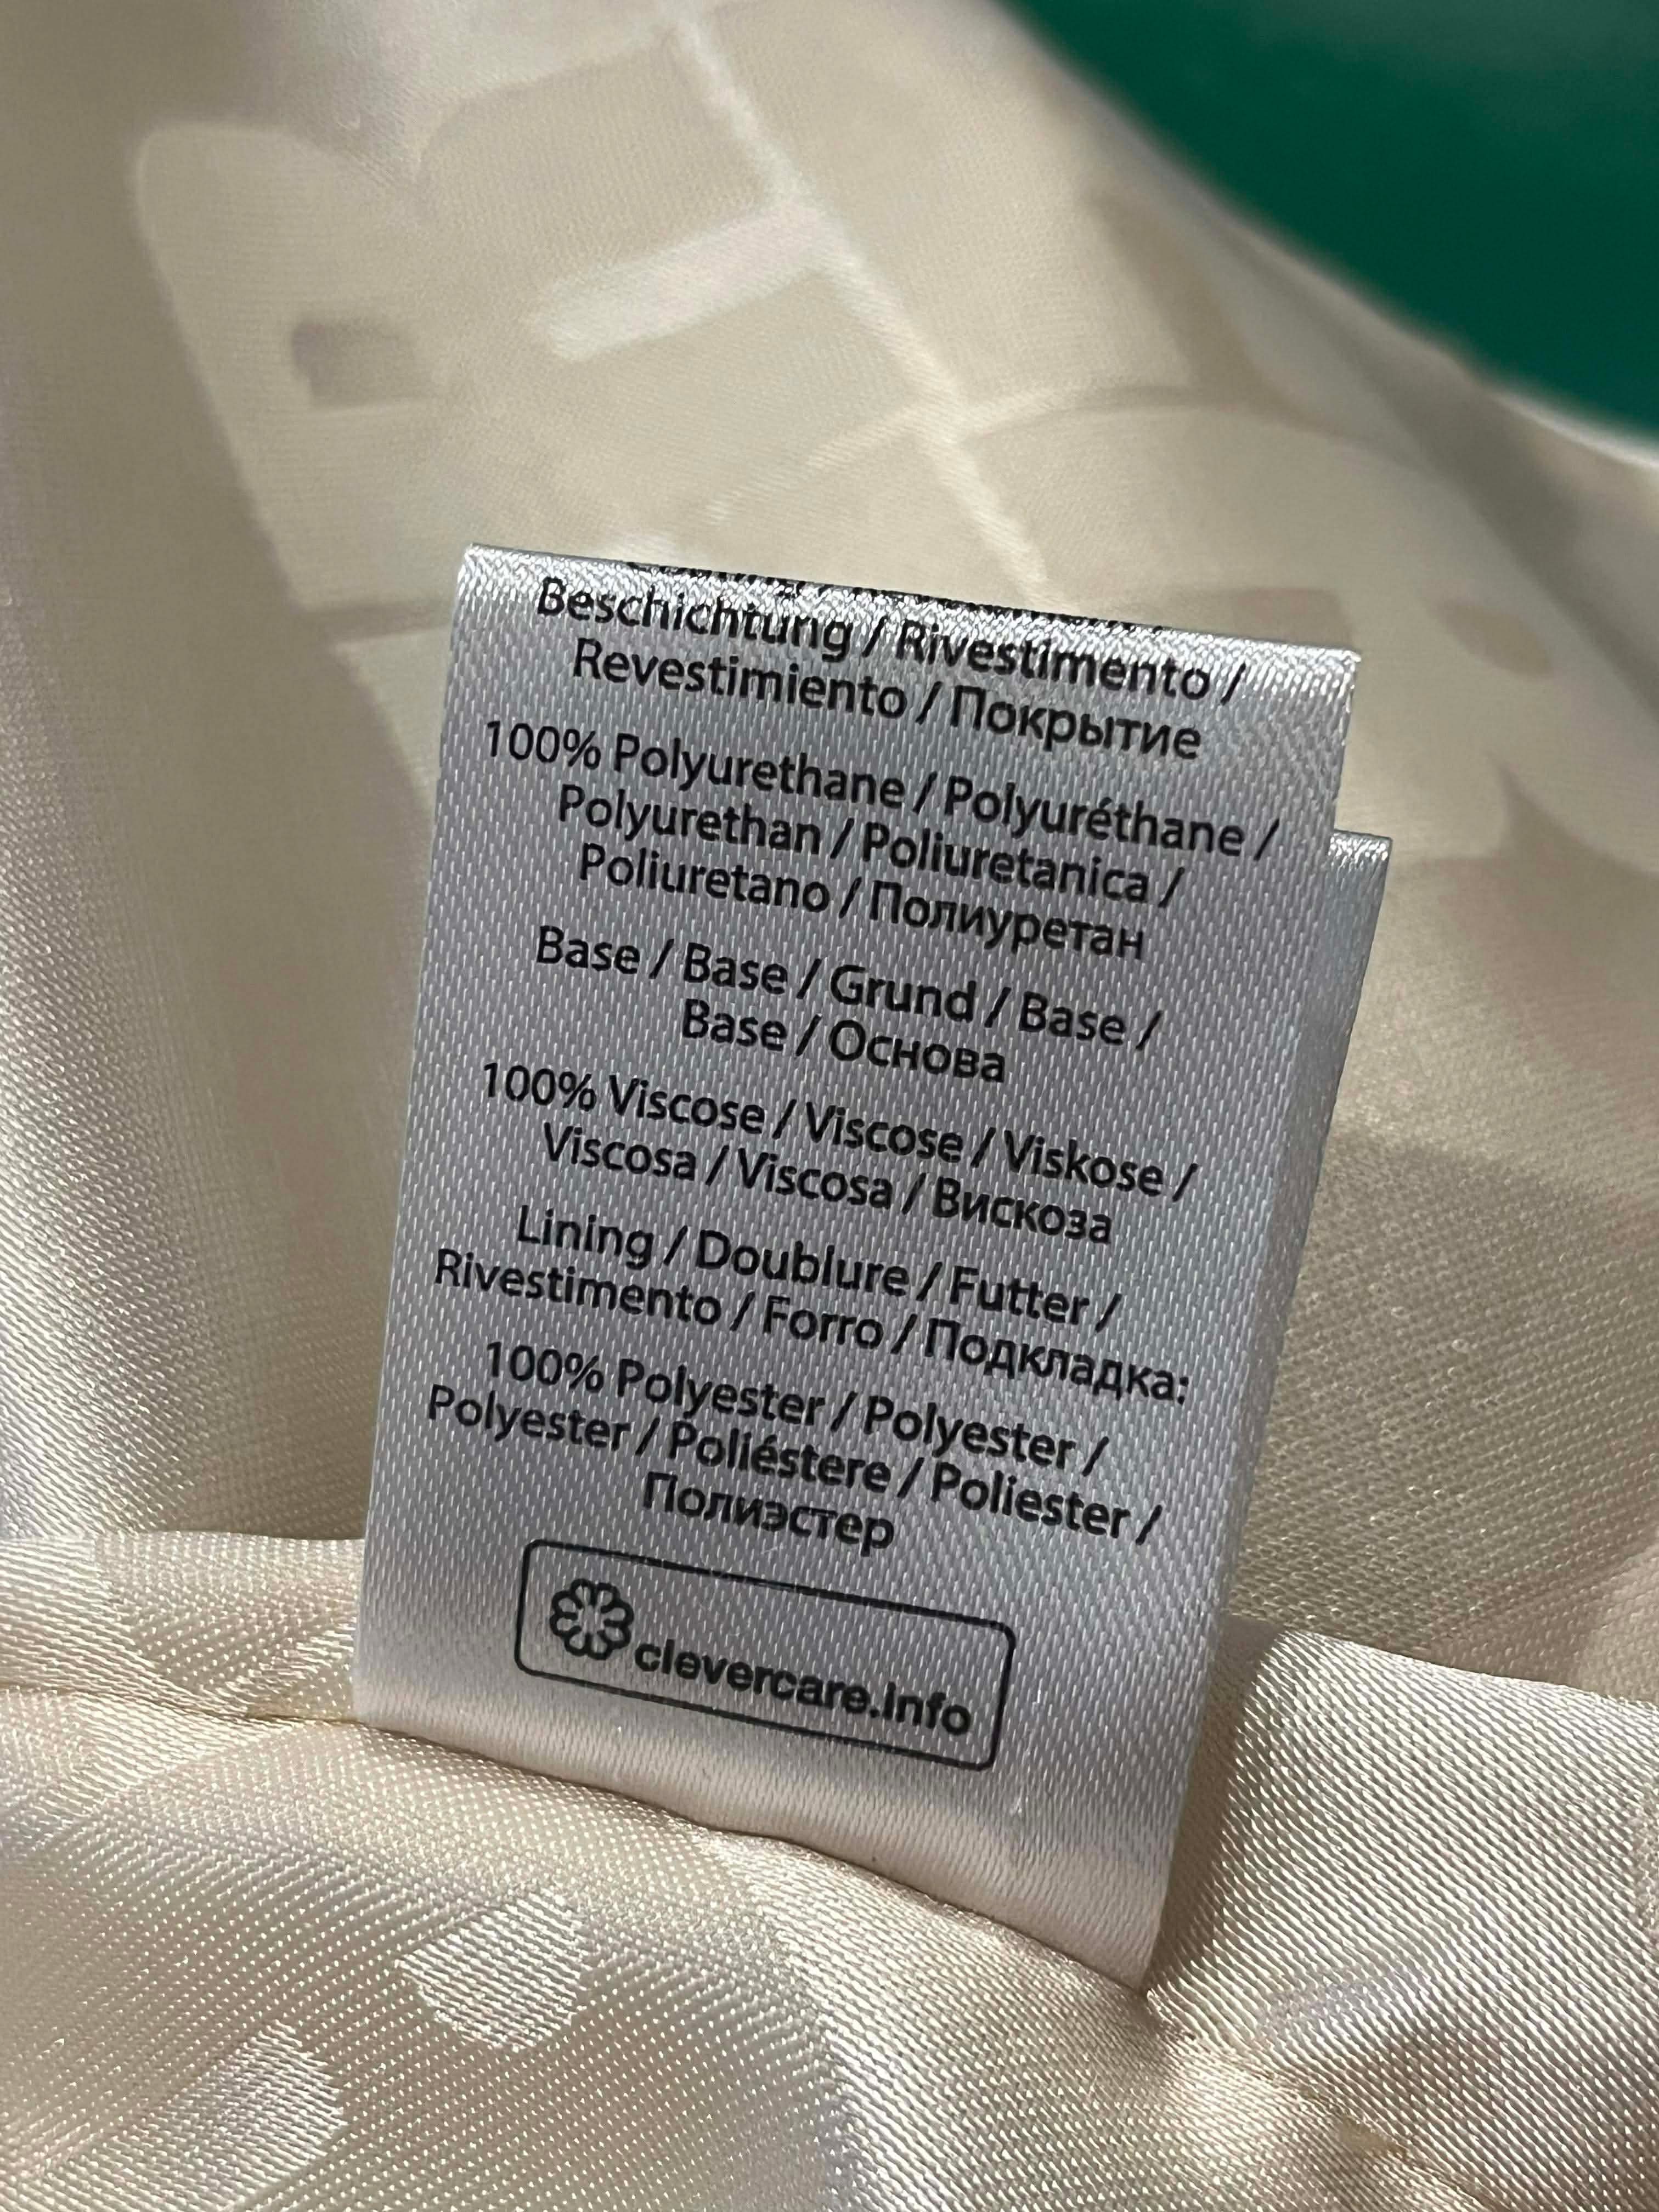 Beschichtung / Rivestimento /
Revestimiento / Покрытие
100% Polyurethane / Polyuréthane /
Polyurethan / Poliuretanica /
Poliuretano / Полиуретан
Base / Base / Grund / Base /
Base / Основа
100% Viscose / Viscose / Viskose /
Viscosa / Viscosa / Вискоза
Lining / Doublure / Futter /
Rivestimento / Forro / Подкладка:
100% Polyester / Polyester /
Polyester / Poliéstere / Poliester /
Полиэстер
clevercare.info